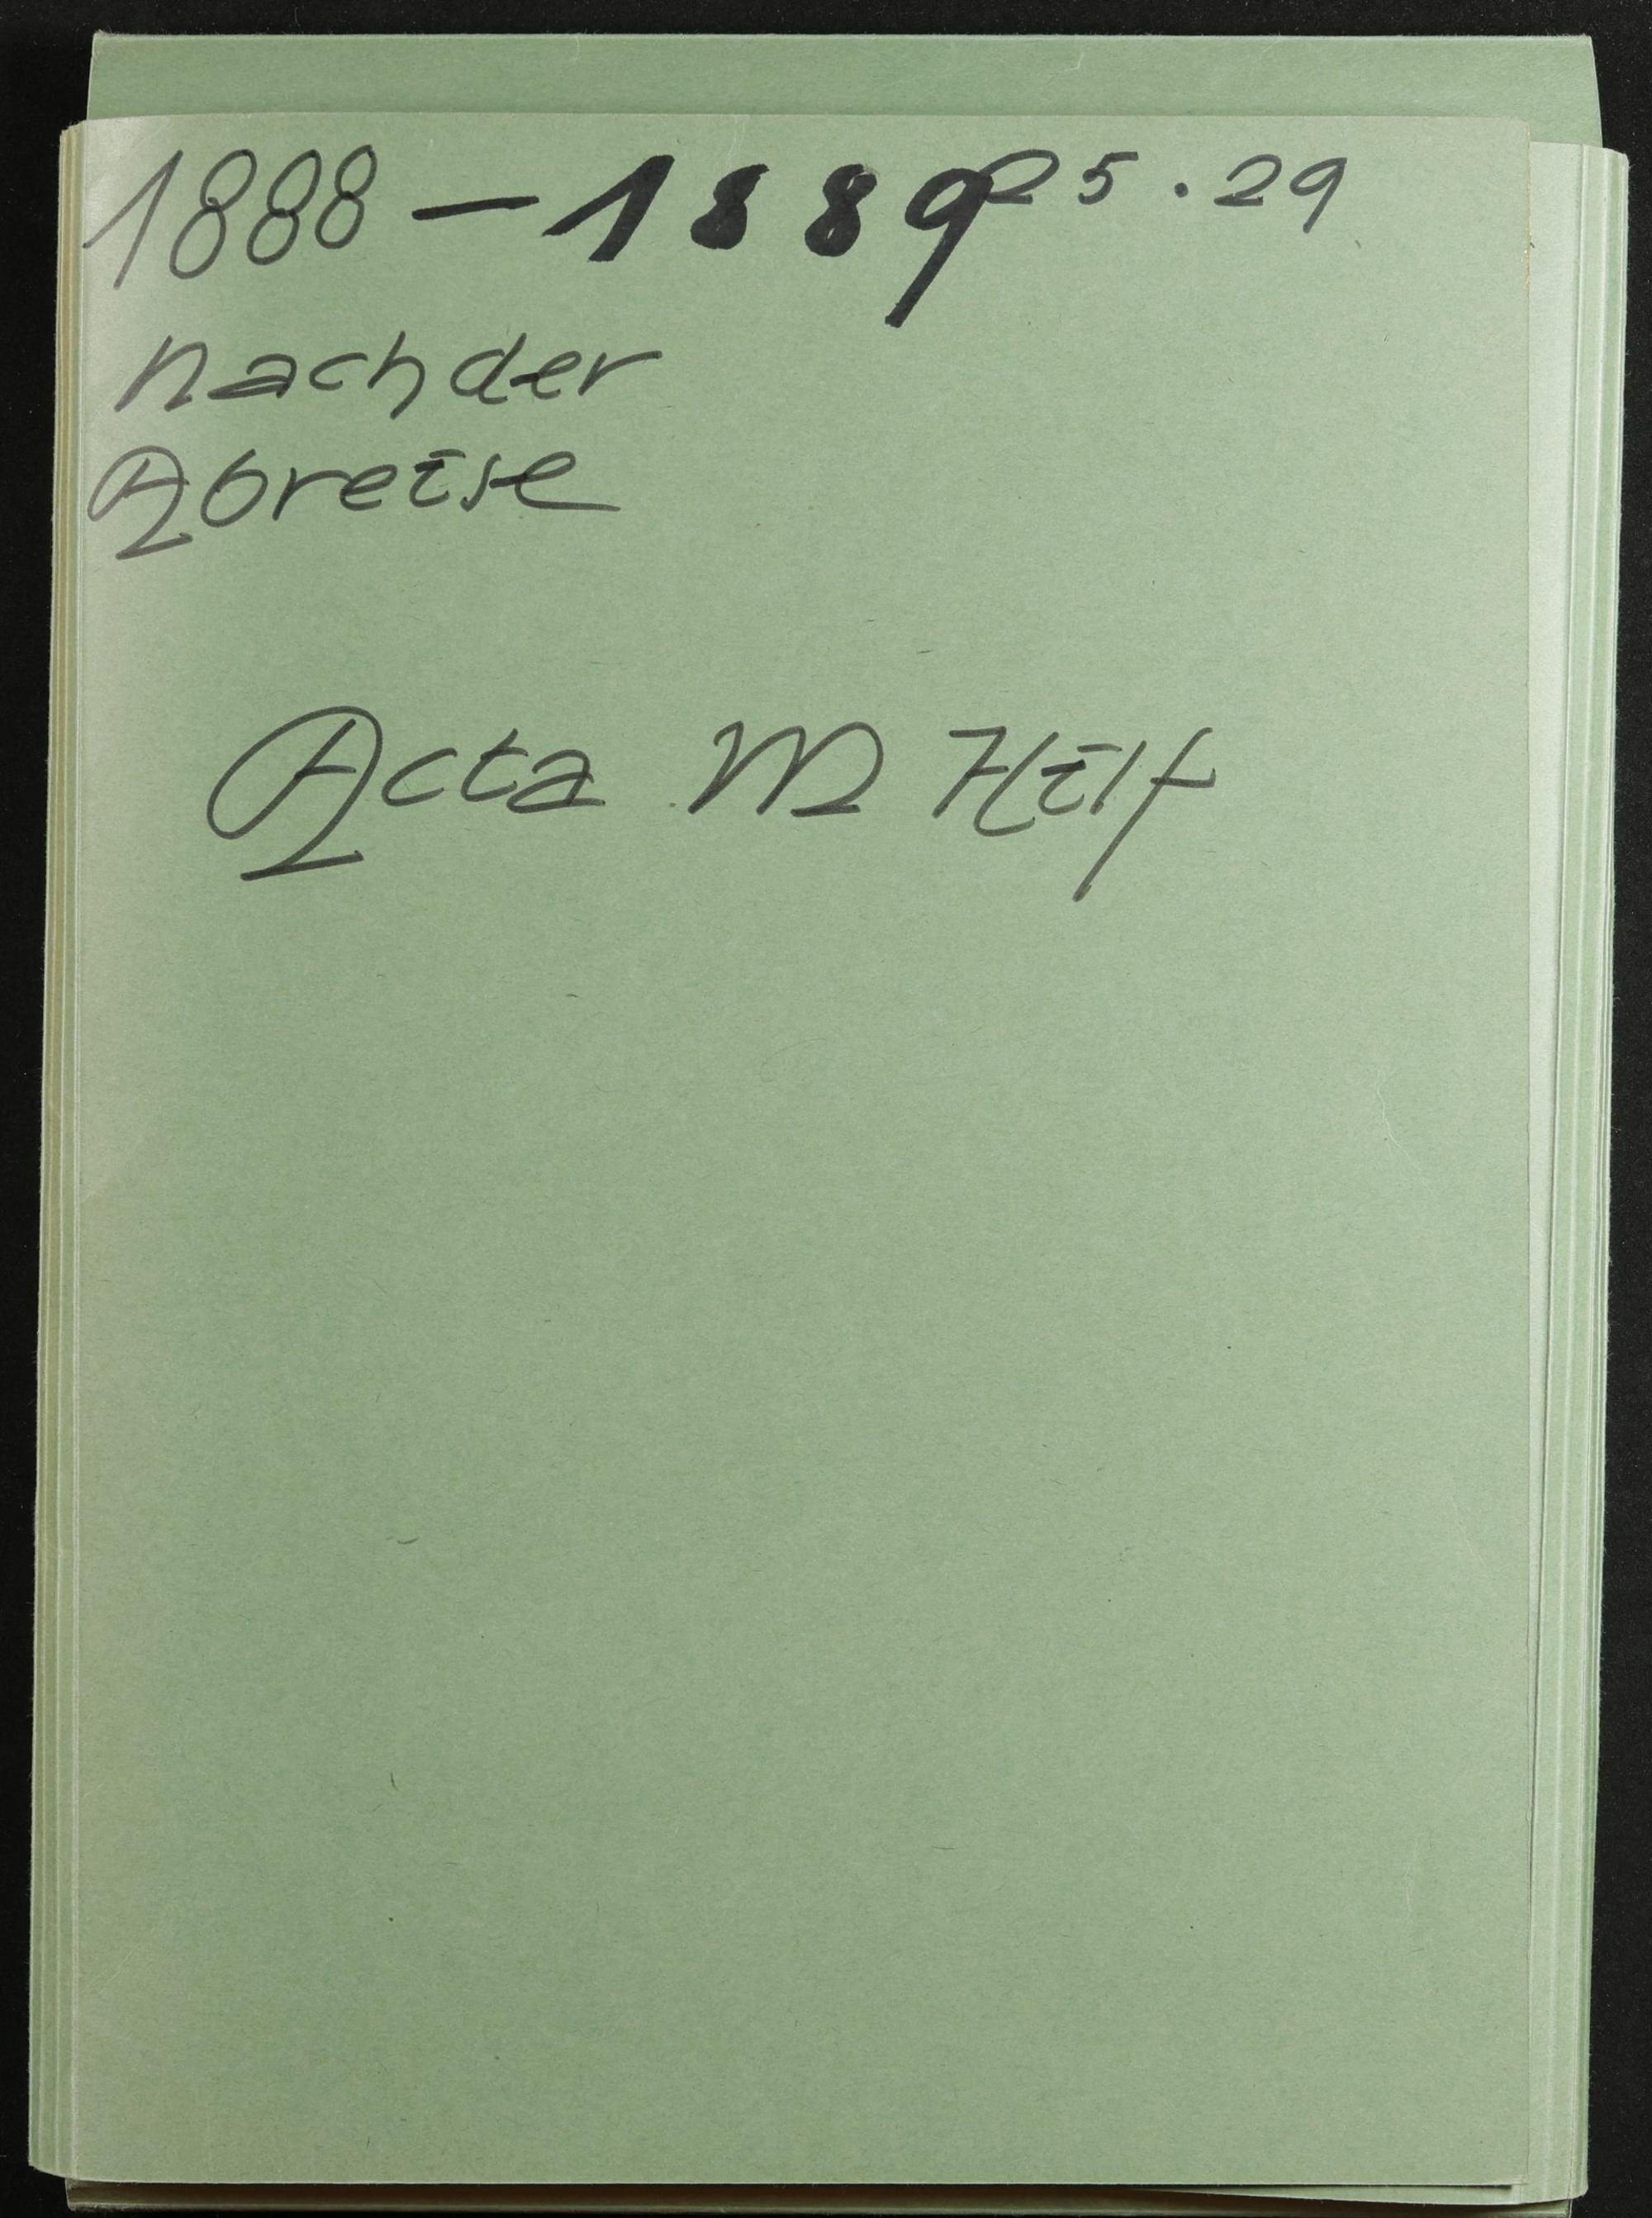 1888 – 1889 25.29
nach der
Abreise
Acta M Hilf